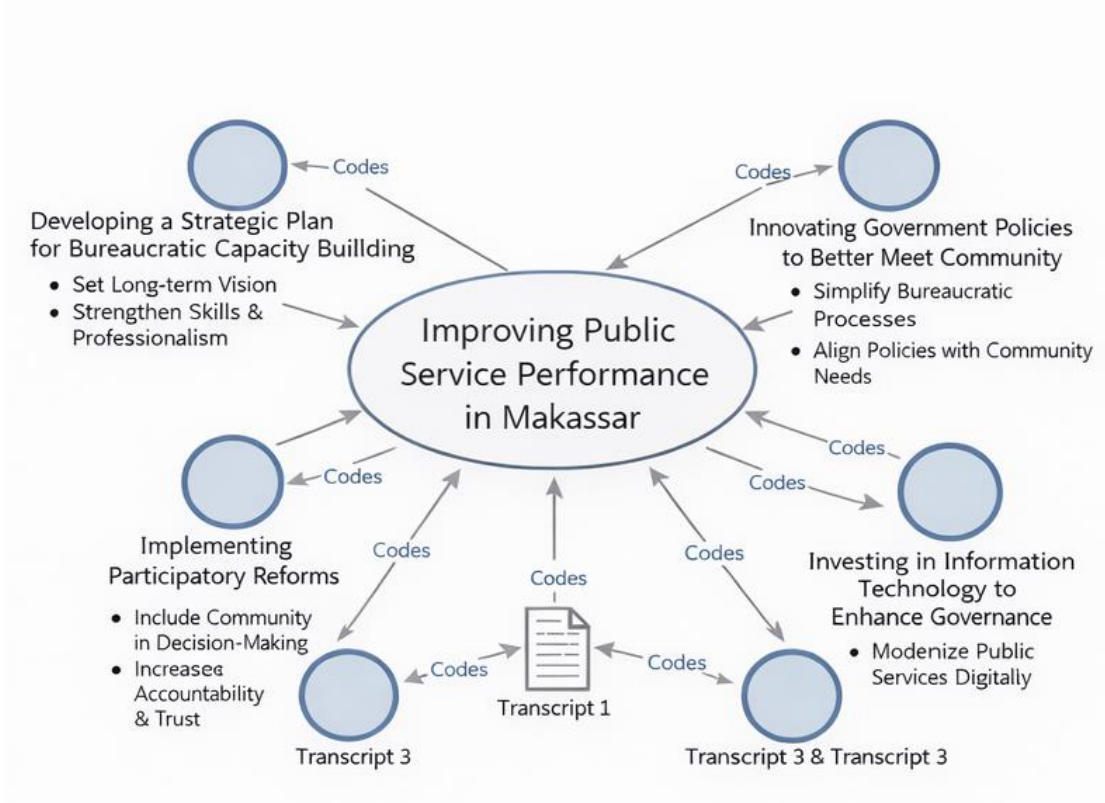 Codes
Codes
Developing a Strategic Plan
for Bureaucratic Capacity Buillding
• Set Long-term Vision
• Strengthen Skills &
Professionalism
Innovating Government Policies
to Better Meet Community
• Simplify Bureaucratic
Processes
• Align Policies with Community
Needs
Improving Public
Service Performance
in Makassar
Codes
Codes
Codes
Implementing
Participatory Reforms
• Include Community
in Decision-Making
• Increasea
Accountability
& Trust
Codes
Codes
Codes
Investing in Information
Technology to
Enhance Governance
• Modenize Public
Services Digitally
Codes
Codes
Transcript 1
Transcript 3
Transcript 3 & Transcript 3